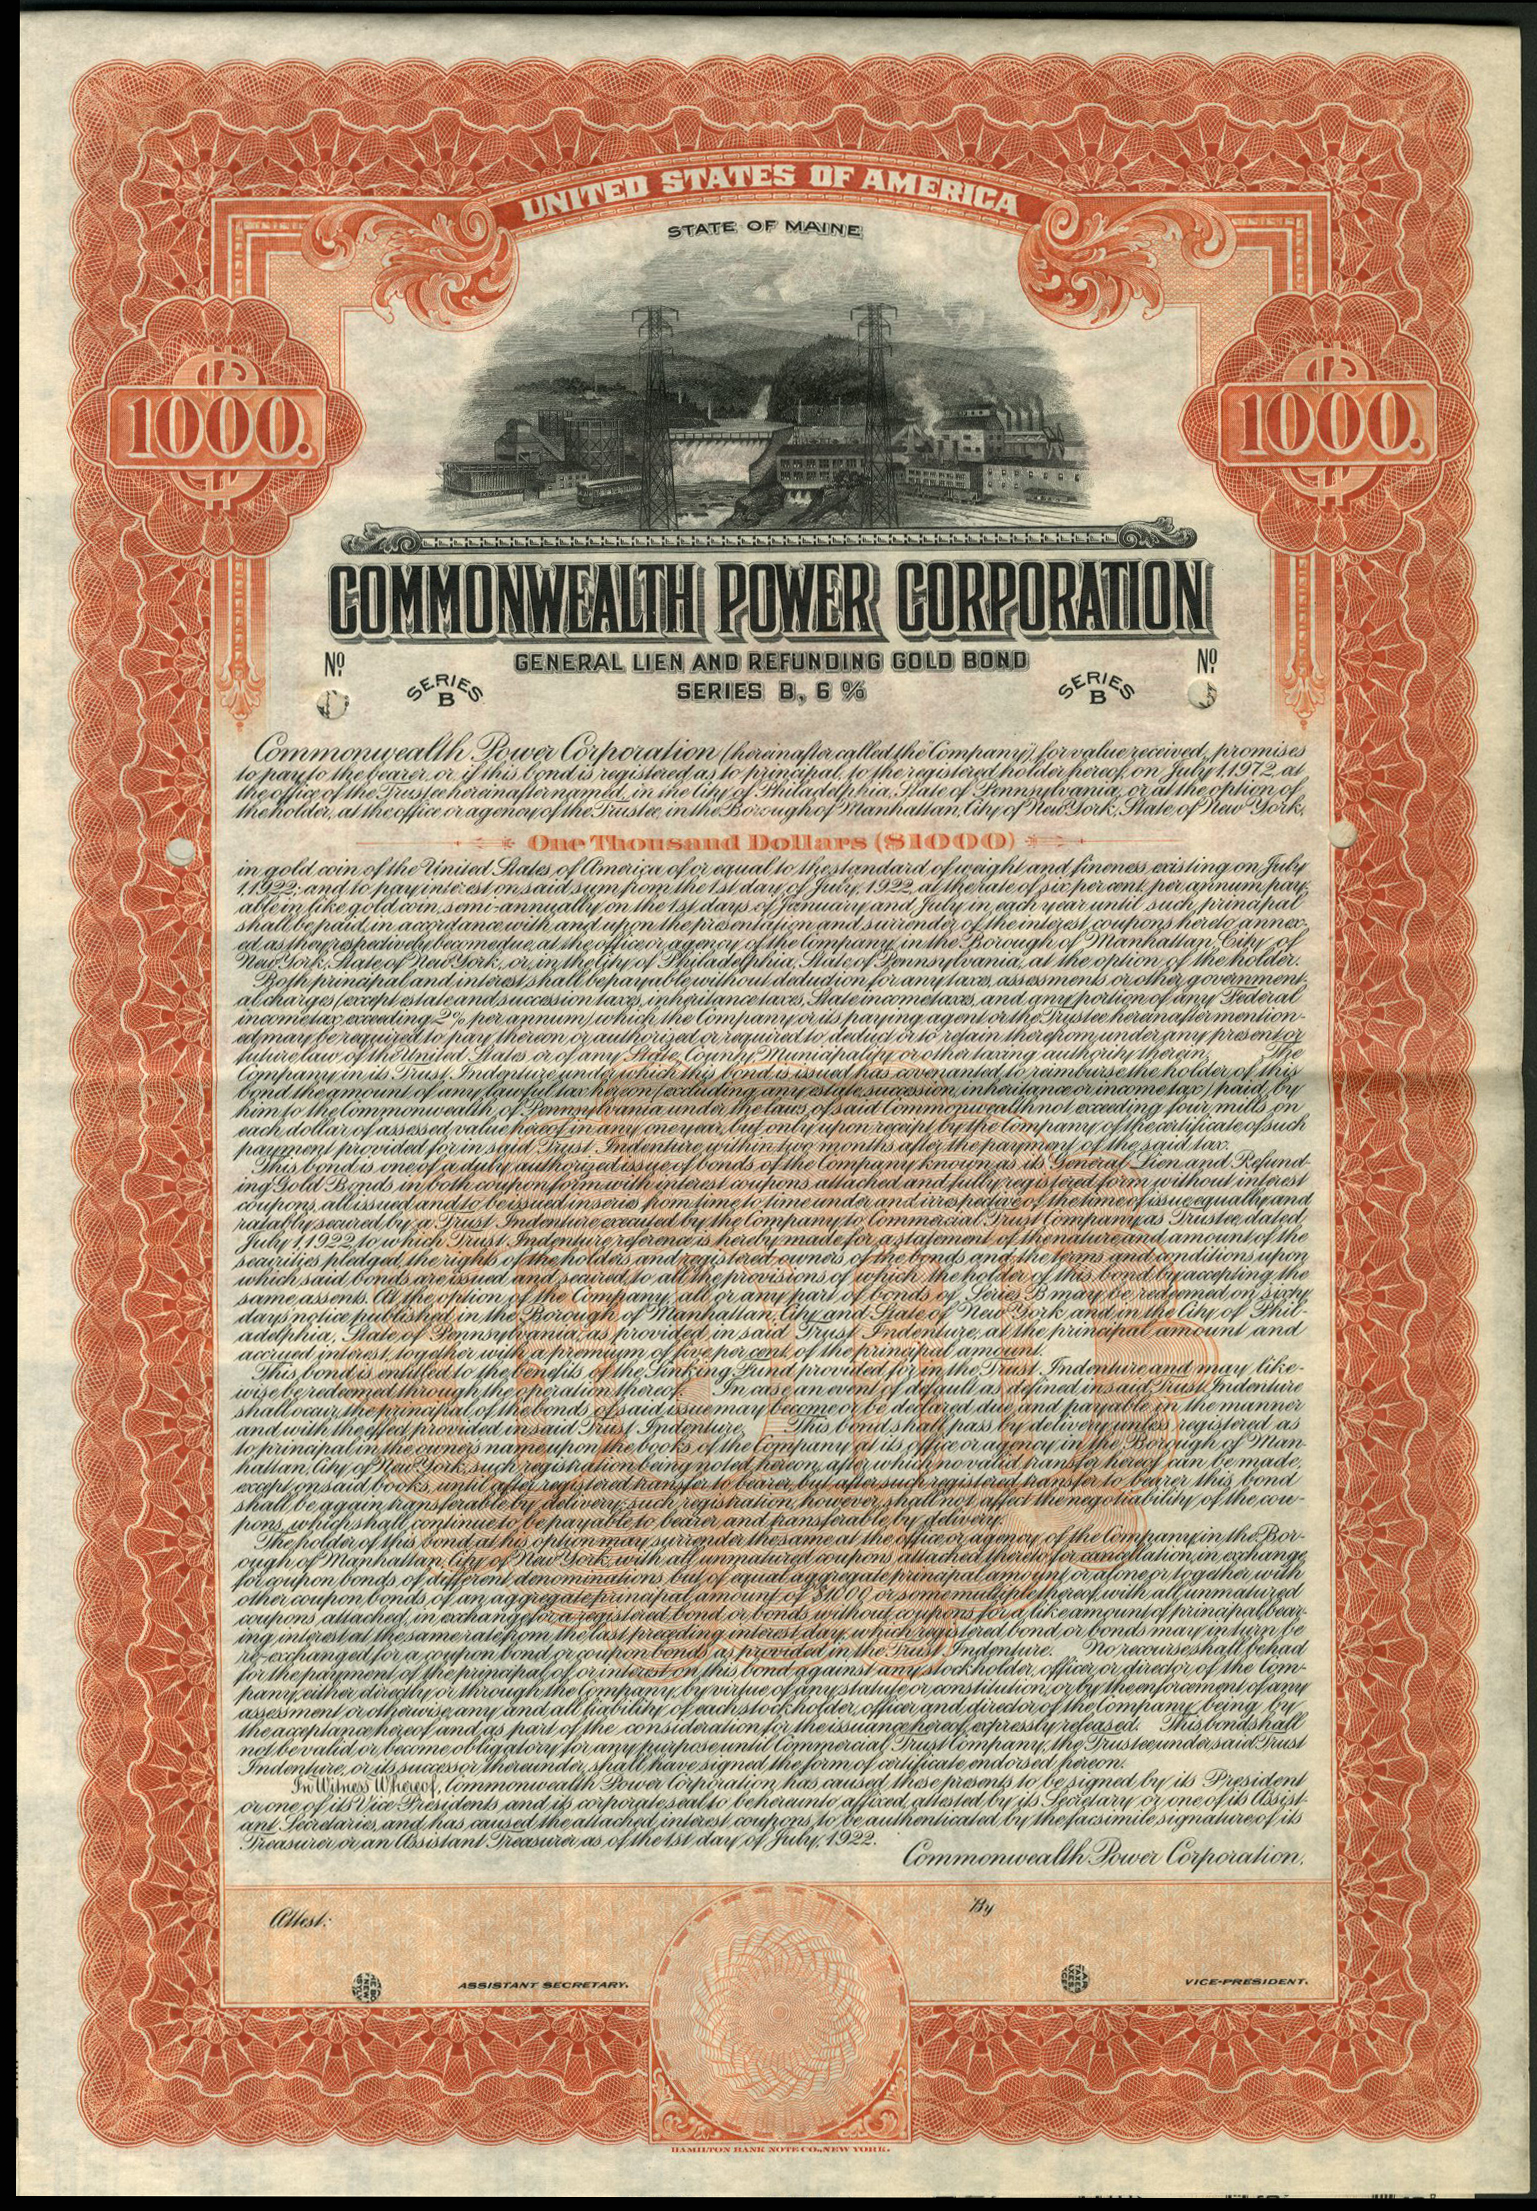 UNITED STATES OF AMERICA
STATE OF MAINE
1000.
1000.
COMMONWEALTH POWER CORPORATION
GENERAL LIEN AND REFUNDING GOLD BOND
SERIES B, 6 %
No.
No.
SERIES B
SERIES B
Commonwealth Power Corporation (hereinafter called the "Company"), for value received, promises
to pay to the bearer, or, if this bond is registered as to principal, to the registered holder hereof, on July 1, 1972, at
the office of the Trustee hereinafter named, in the City of Philadelphia, State of Pennsylvania, or, at the option of
the holder, at the office or agency of the Trustee, in the Borough of Manhattan, City of New York, State of New York,
One Thousand Dollars ($1000)
in gold coin of the United States of America of or equal to the standard of weight and fineness existing on July
1, 1922; and to pay interest on said sum from the 1st day of July, 1922, at the rate of six per cent. per annum pay-
able in like gold coin, semi-annually on the 1st days of January and July in each year until such principal
shall be paid, in accordance with and upon the presentation and surrender of the interest coupons hereto annex-
ed as they respectively become due, at the office or agency of the Company, in the Borough of Manhattan, City of
New York, State of New York, or, in the City of Philadelphia, State of Pennsylvania, at the option of the holder.
Both principal and interest shall be payable without deduction for any taxes, assessments or other government-
al charges (except estate and succession taxes, inheritance taxes, State income taxes, and any portion of any Federal
income tax exceeding 2% per annum) which the Company or its paying agent or the Trustee hereinafter mention-
ed may be required to pay thereon, or authorized or required to deduct or to retain therefrom, under any present or
future law of the United States, or of any State, County, Municipality or other taxing authority therein. The
Company in its Trust Indenture under which this bond is issued has covenanted to reimburse the holder of this
bond the amount of any lawful tax hereon (excluding any estate, succession, inheritance or income tax) paid by
him to the Commonwealth of Pennsylvania under the laws of said Commonwealth not exceeding four mills on
each dollar of assessed value hereof in any one year, but only upon receipt by the Company of the certificate of such
payment provided for in said Trust Indenture, within two months after the payment of the said tax.
This bond is one of a duly authorized issue of bonds of the Company known as its General Lien and Refund-
ing Gold Bonds in both coupon form with interest coupons attached and fully registered form without interest
coupons, all issued and to be issued in series from time to time under and irrespective of the time of issue equally and
ratably secured by a Trust Indenture executed by the Company to Commercial Trust Company as Trustee, dated,
July 1, 1922, to which Trust Indenture reference is hereby made for a statement of the nature and amount of the
securities pledged, the rights of the holders and registered owners of the bonds and the terms and conditions upon
which said bonds are issued and secured, to all the provisions of which the holder of this bond by accepting the
same, assents. At the option of the Company, all or any part of bonds of Series B may be redeemed on sixty
days notice published in the Borough of Manhattan, City and State of New York and in the City of Phil-
adelphia, State of Pennsylvania, as provided in said Trust Indenture, at the principal amount and
accrued interest, together with a premium of five per cent. of the principal amount.
This bond is entitled to the benefits of the Sinking Fund provided for in the Trust Indenture and may like-
wise be redeemed through the operation thereof. In case an event of default as defined in said Trust Indenture
shall occur, the principal of the bonds of said issue may become or be declared due, and payable in the manner
and with the effect provided in said Trust Indenture. This bond shall pass by delivery unless registered as
to principal in the owners name upon the books of the Company at its office or agency, in the Borough of Man-
hattan, City of New York, such registration being noted hereon, after which no valid transfer hereof can be made,
except on said books, until after registered transfer to bearer, but after such registered transfer to bearer this bond
shall be again transferable by delivery; such registration, however, shall not affect the negotiability of the cou-
pons, which shall continue to be payable to bearer and transferable by delivery.
The holder of this bond at his option may surrender the same at the office or agency of the Company in the Bor-
ough of Manhattan, City of New York, with all unmatured coupons attached thereto for cancellation, in exchange
for coupon bonds of different denominations but of equal aggregate principal amount or alone or together with
other coupon bonds of an aggregate principal amount of $1000 or some multiple thereof, with all unmatured
coupons attached, in exchange for a registered bond or bonds without coupons for a like amount of principal, bear-
ing interest at the same rate from the last preceding interest day, which registered bond or bonds may in turn be
re-exchanged for a coupon bond or coupon bonds as provided in the Trust Indenture. No recourse shall be had
for the payment of the principal of or interest on this bond against any stockholder, officer or director of the Com-
pany, either directly or through the Company, by virtue of any statute or constitution, or by the enforcement of any
assessment or otherwise, any and all liability of each stockholder, officer and director of the Company, being by
the acceptance hereof and as part of the consideration for the issuance hereof, expressly released. This bond shall
not be valid or become obligatory for any purpose until Commercial Trust Company, the Trustee under said Trust
Indenture, or its successor thereunder, shall have signed the form of certificate endorsed hereon.
In Witness Whereof, Commonwealth Power Corporation has caused these presents to be signed by its President
or one of its Vice Presidents and its corporate seal to be hereunto affixed, attested by its Secretary or one of its Assist-
ant Secretaries, and has caused the attached interest coupons to be authenticated by the facsimile signature of its
Treasurer or an Assistant Treasurer as of the 1st day of July, 1922.
Commonwealth Power Corporation,
Attest:
By
ASSISTANT SECRETARY.
VICE-PRESIDENT.
HAMILTON BANK NOTE CO., NEW YORK.